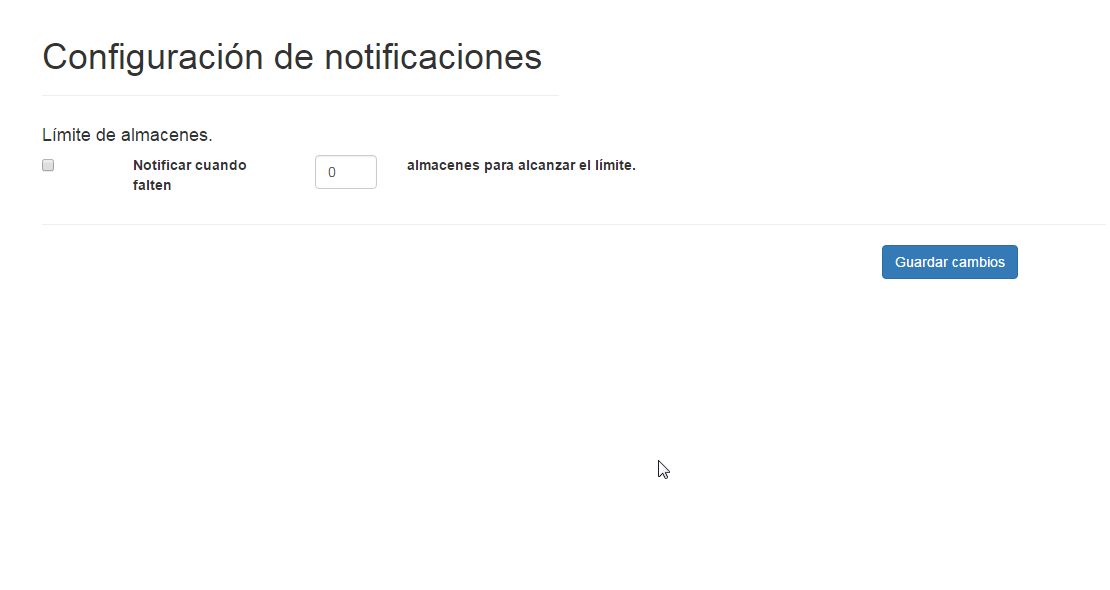 Configuración de notificaciones
Límite de almacenes.
Notificar cuando
falten
0
almacenes para alcanzar el límite.
Guardar cambios